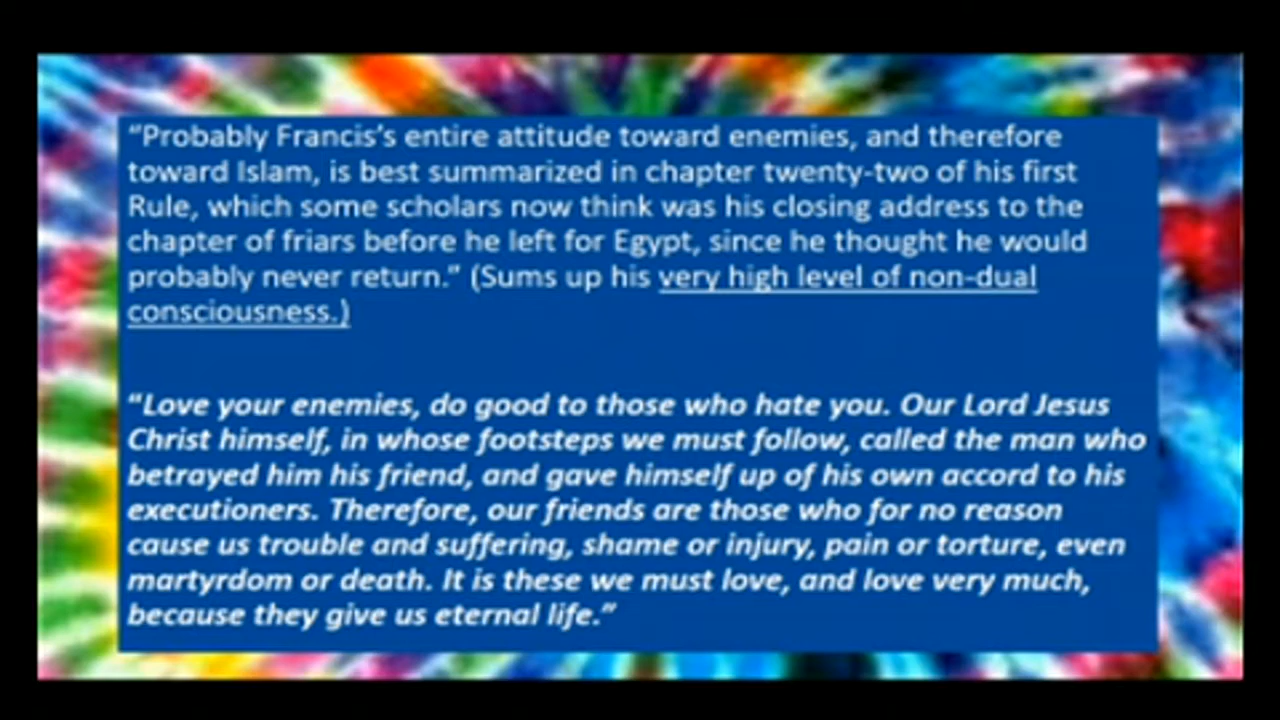 “Probably Francis’s entire attitude toward enemies, and therefore
toward Islam, is best summarized in chapter twenty-two of his first
Rule, which some scholars now think was his closing address to the
chapter of friars before he left for Egypt, since he thought he would
probably never return.” (Sums up his very high level of non-dual
consciousness.)
“Love your enemies, do good to those who hate you. Our Lord Jesus
Christ himself, in whose footsteps we must follow, called the man who
betrayed him his friend, and gave himself up of his own accord to his
executioners. Therefore, our friends are those who for no reason
cause us trouble and suffering, shame or injury, pain or torture, even
martyrdom or death. It is these we must love, and love very much,
because they give us eternal life.”